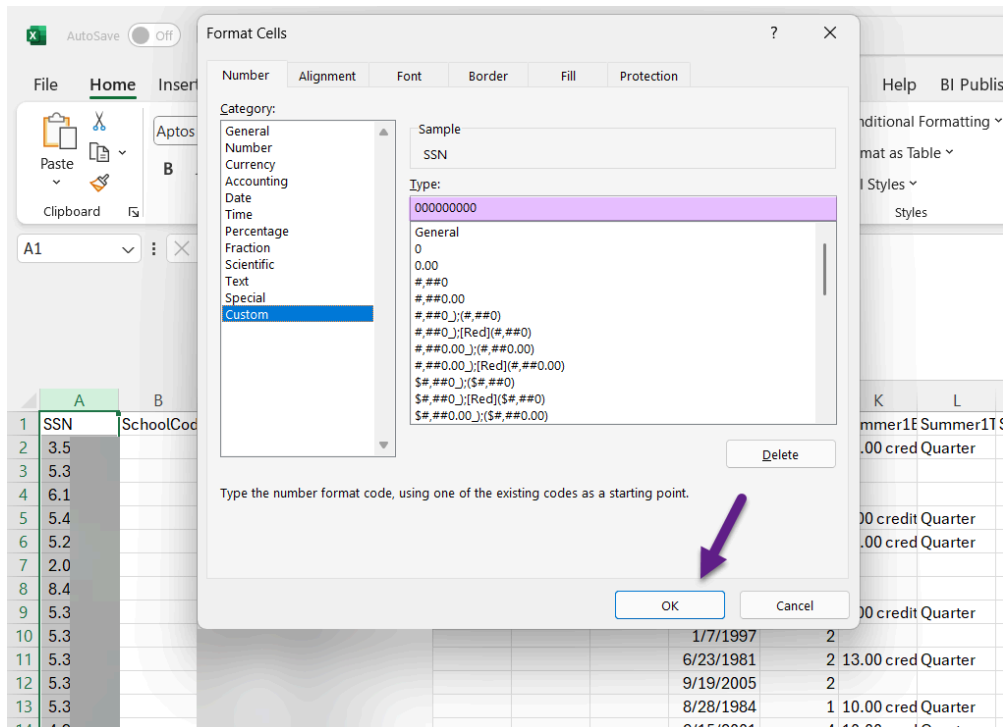 AutoSave Off
Format Cells
File Home Insert
Help BI Publis
Number Alignment Font Border Fill Protection
Paste
Clipboard
Aptos
B
Category:
General
Number
Currency
Accounting
Date
Time
Percentage
Fraction
Scientific
Text
Special
Custom
Sample
SSN
Type:
000000000
General
0
0.00
#,##0
#,##0.00
#,##0_);(#,##0)
#,##0_);[Red](#,##0)
#,##0.00_);(#,##0.00)
#,##0.00_);[Red](#,##0.00)
$#,##0_);($#,##0)
$#,##0_);[Red]($#,##0)
$#,##0.00_);($#,##0.00)
Delete
Type the number format code, using one of the existing codes as a starting point.
OK Cancel
nditional Formatting
mat as Table
l Styles
Styles
A1
A B K L
1 SSN SchoolCod mmer1E Summer1T S
2 3.5 .00 cred Quarter
3 5.3
4 6.1
5 5.4 00 credit Quarter
6 5.2 .00 cred Quarter
7 2.0
8 8.4
9 5.3 00 credit Quarter
10 5.3 1/7/1997 2
11 5.3 6/23/1981 2 13.00 cred Quarter
12 5.3 9/19/2005 2
13 5.3 8/28/1984 1 10.00 cred Quarter